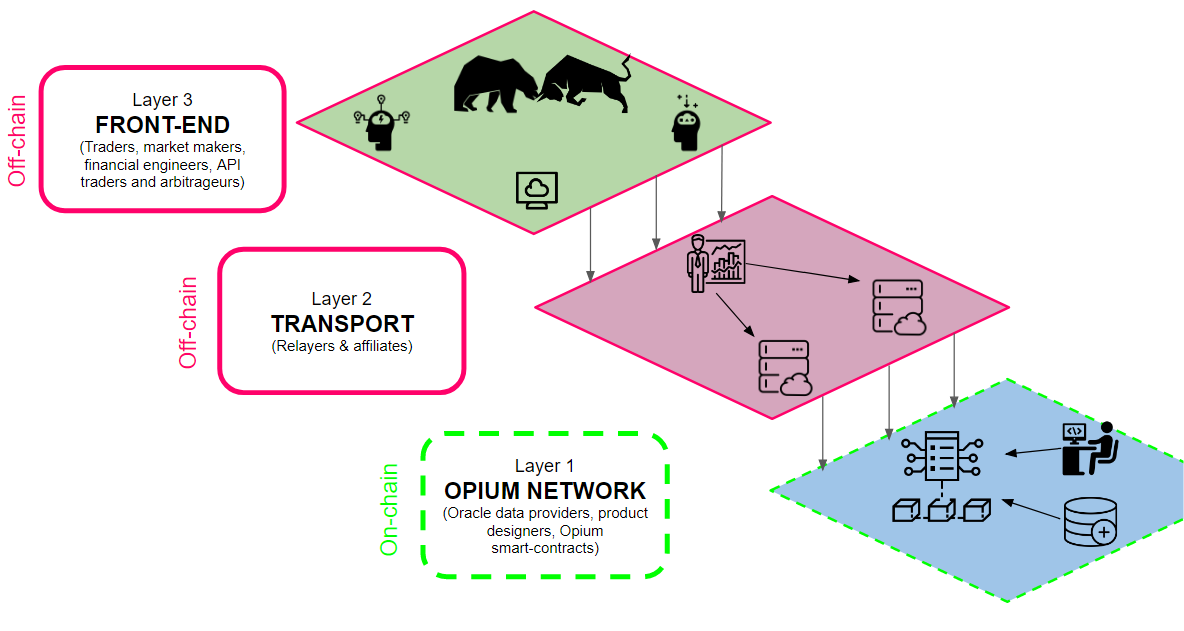 Off-chain
Layer 3
FRONT-END
(Traders, market makers,
financial engineers, API
traders and arbitrageurs)
Off-chain
Layer 2
TRANSPORT
(Relayers & affiliates)
On-chain
Layer 1
OPIUM NETWORK
(Oracle data providers, product
designers, Opium
smart-contracts)